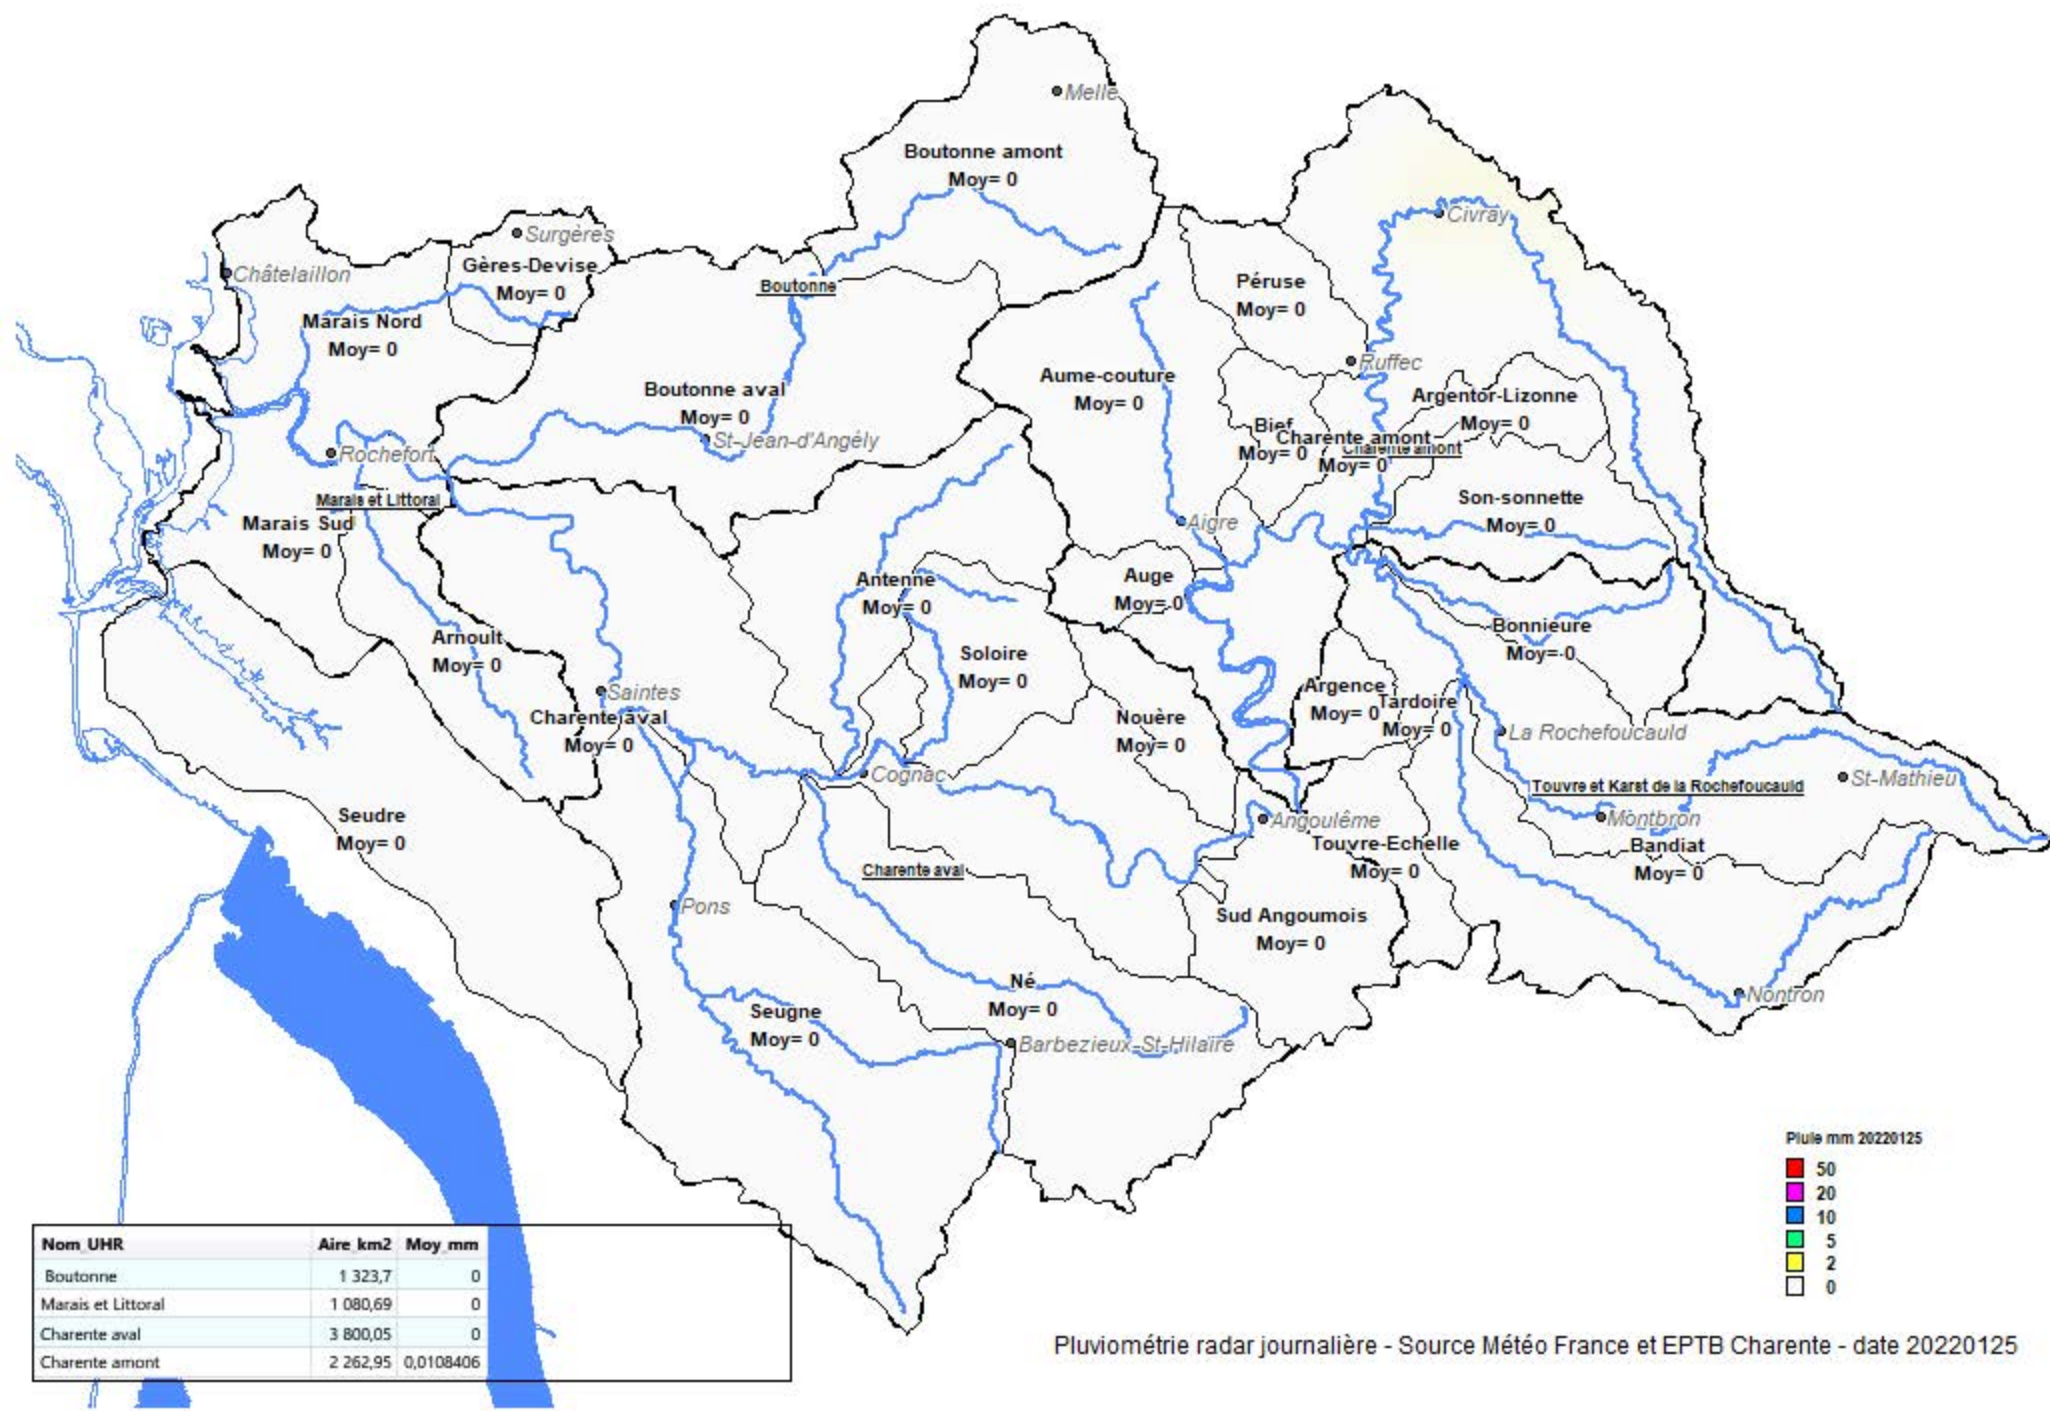 Melle
Boutonne amont
Moy= 0
Civray
Surgères
Châtelaillon
Gères-Devise
Moy= 0
Boutonne
Péruse
Moy= 0
Marais Nord
Moy= 0
Ruffec
Boutonne aval
Moy= 0
Aume-couture
Moy= 0
Argentor-Lizonne
Moy= 0
Bief
Moy= 0
Charente amont
Moy= 0
Charente amont
St-Jean-d'Angély
Rochefort
Marais et Littoral
Marais Sud
Moy= 0
Son-sonnette
Moy= 0
Aigre
Antenne
Moy= 0
Auge
Moy= 0
Bonnieure
Moy= 0
Arnoult
Moy= 0
Soloire
Moy= 0
Saintes
Charente aval
Moy= 0
Nouère
Moy= 0
Argence
Moy= 0
Tardoire
Moy= 0
La Rochefoucauld
Cognac
Touvre et Karst de la Rochefoucauld
St-Mathieu
Seudre
Moy= 0
Angoulême
Montbron
Touvre-Echelle
Moy= 0
Bandiat
Moy= 0
Charente aval
Pons
Sud Angoumois
Moy= 0
Né
Moy= 0
Nontron
Seugne
Moy= 0
Barbezieux-St-Hilaire
Pluie mm 20220125
50
20
10
5
2
0
Nom_UHR Aire_km2 Moy_mm
Boutonne 1 323,7 0
Marais et Littoral 1 080,69 0
Charente aval 3 800,05 0
Charente amont 2 262,95 0,0108406
Pluviométrie radar journalière - Source Météo France et EPTB Charente - date 20220125